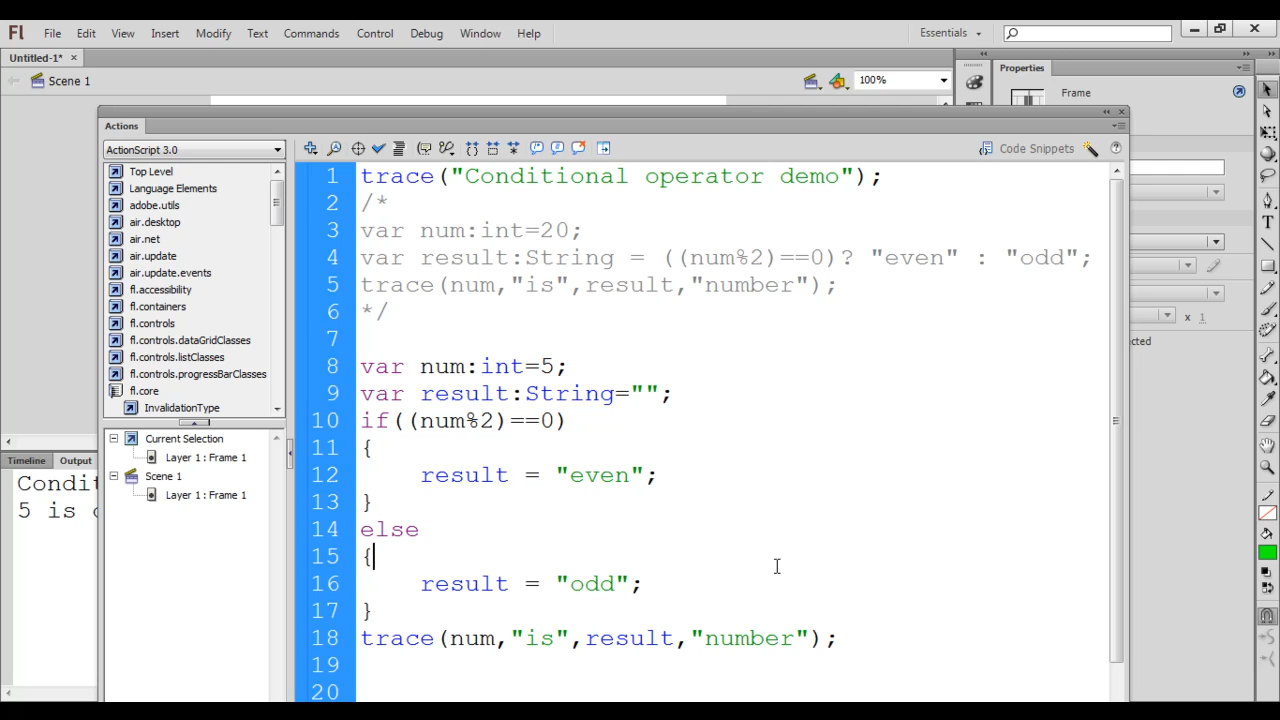 Fl File Edit View Insert Modify Text Commands Control Debug Window Help Essentials
Untitled-1* ×
Scene 1 100%
Properties
Frame
Actions
ActionScript 3.0
Code Snippets
Top Level
Language Elements
adobe.utils
air.desktop
air.net
air.update
air.update.events
fl.accessibility
fl.containers
fl.controls
fl.controls.dataGridClasses
fl.controls.listClasses
fl.controls.progressBarClasses
fl.core
InvalidationType
Current Selection
Layer 1 : Frame 1
Scene 1
Layer 1 : Frame 1
Timeline Output
5 is
1 trace("Conditional operator demo");
2 /*
3 var num:int=20;
4 var result:String = ((num%2)==0)? "even" : "odd";
5 trace(num,"is",result,"number");
6 */
7
8 var num:int=5;
9 var result:String="";
10 if((num%2)==0)
11 {
12 result = "even";
13 }
14 else
15 {
16 result = "odd";
17 }
18 trace(num,"is",result,"number");
19
20
x 1